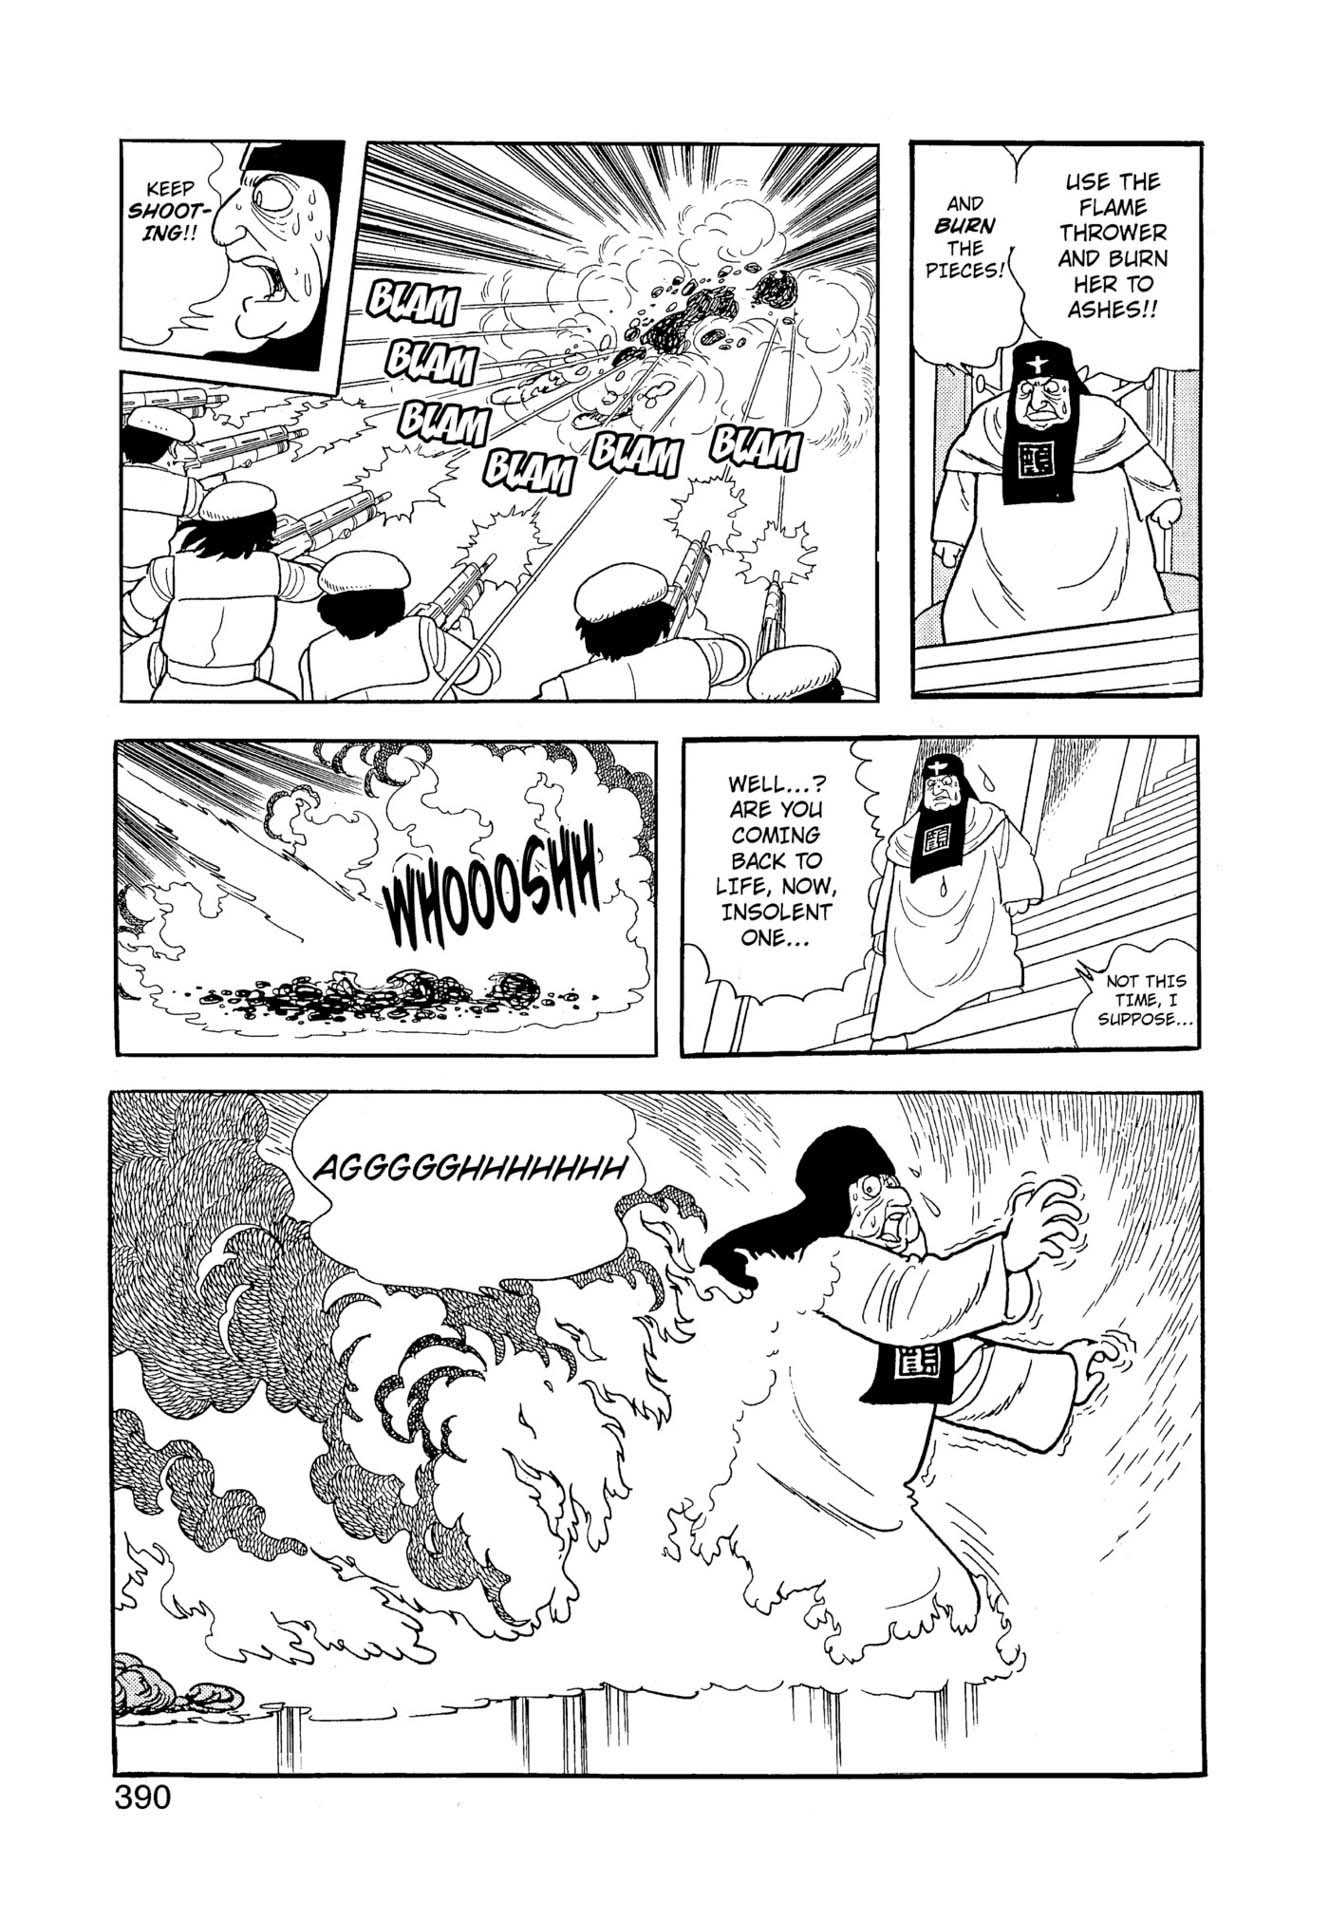 KEEP
SHOOT-
ING!!
BLAM
BLAM
BLAM
BLAM
BLAM
BLAM
AND
BURN
THE
PIECES!
USE THE
FLAME
THROWER
AND BURN
HER TO
ASHES!!
WHOOOSHH
WELL...?
ARE YOU
COMING
BACK TO
LIFE, NOW,
INSOLENT
ONE...
NOT THIS
TIME, I
SUPPOSE...
AGGGGGHHHHHHH
390